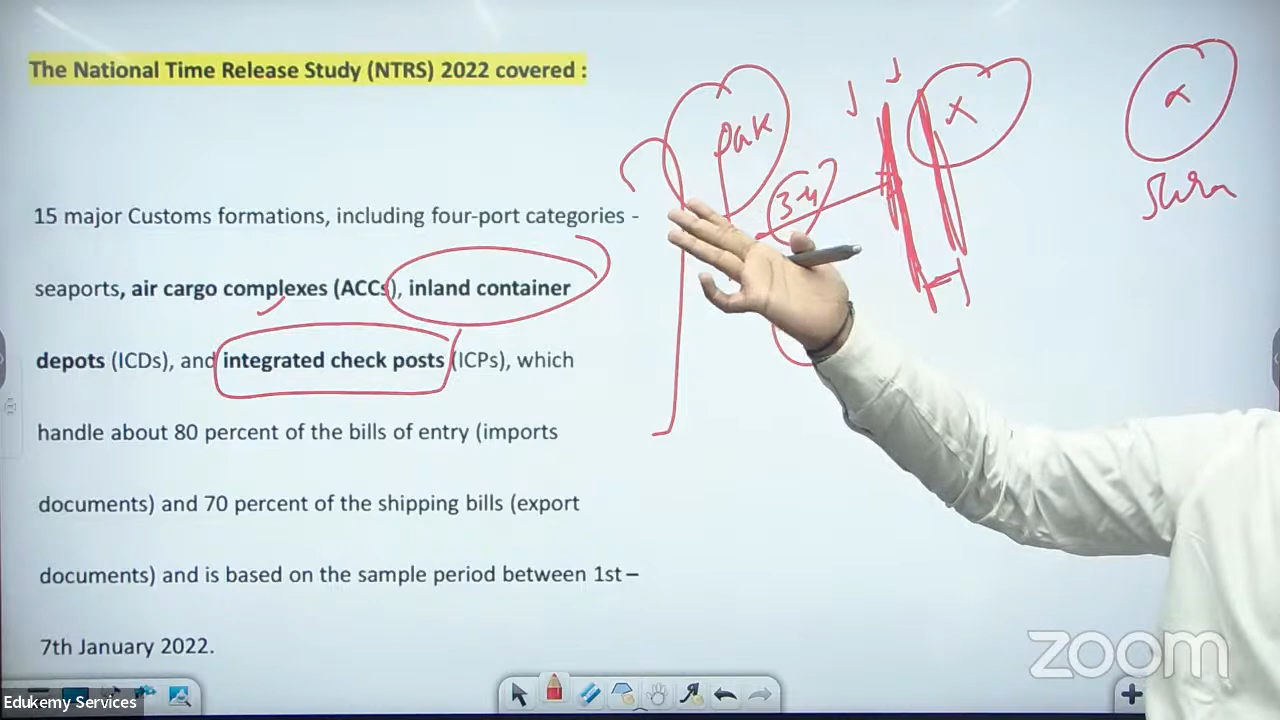 The National Time Release Study (NTRS) 2022 covered :
15 major Customs formations, including four-port categories -
seaports, air cargo complexes (ACCs), inland container
depots (ICDs), and integrated check posts (ICPs), which
handle about 80 percent of the bills of entry (imports
documents) and 70 percent of the shipping bills (export
documents) and is based on the sample period between 1st –
7th January 2022.
Pak
X
zoom
Edukemy Services